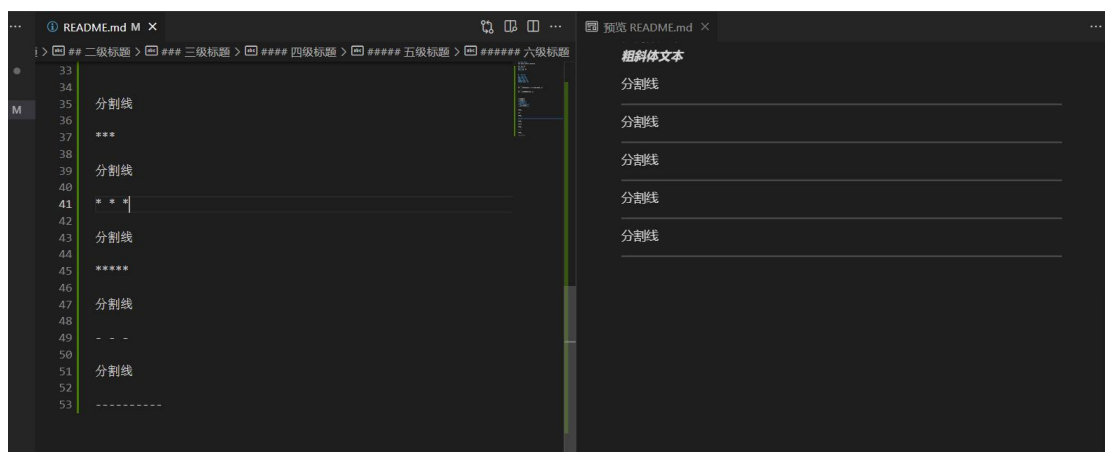 README.md M
> ## 二级标题 > ### 三级标题 > #### 四级标题 > ##### 五级标题 > ###### 六级标题
33
34
35 分割线
36
37 ***
38
39 分割线
40
41 * * *
42
43 分割线
44
45 *****
46
47 分割线
48
49 - - -
50
51 分割线
52
53 ----------
M
预览 README.md
粗斜体文本
分割线
分割线
分割线
分割线
分割线